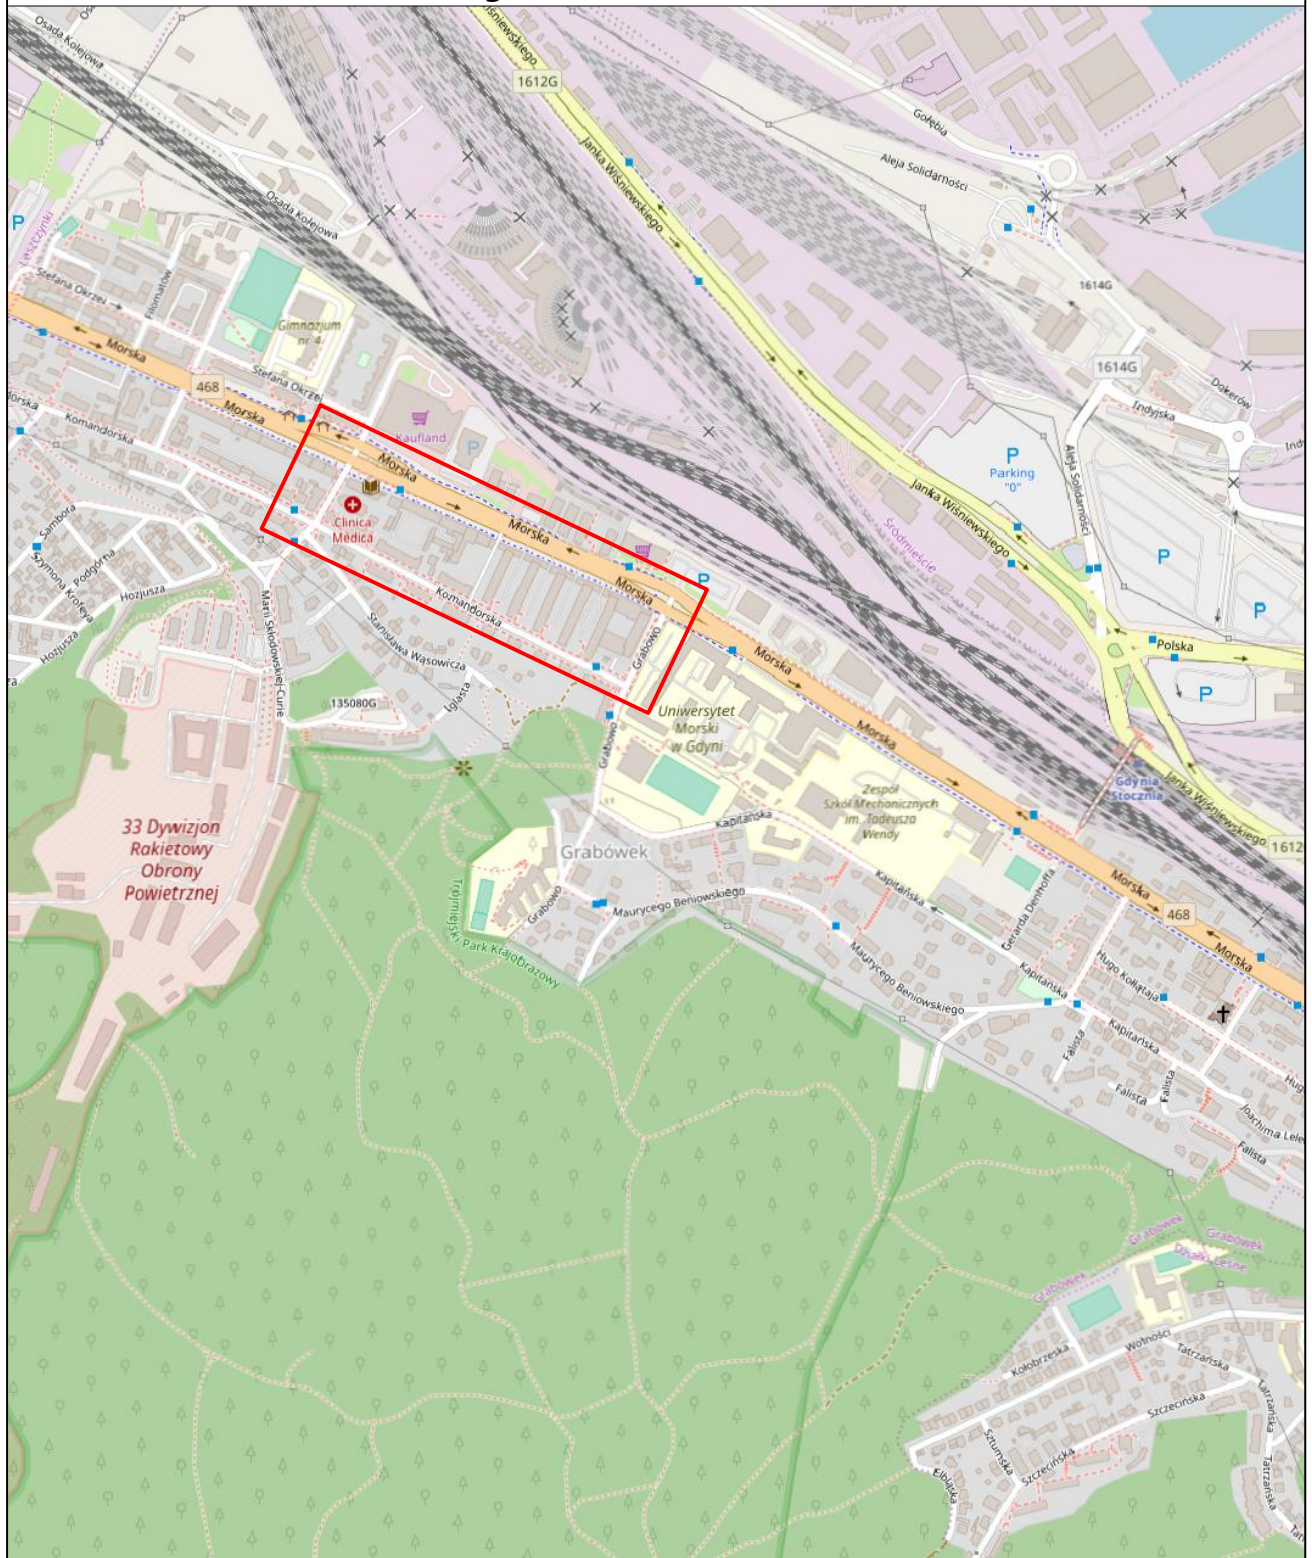 Osada Kolejowa
1612G
Janka Wiśniewskiego
Gołębia
Aleja Solidarności
Osada Kolejowa
P
Leszczynki
Stefana Okrzei
Filomatów
Gimnazjum
nr 4
1614G
1614G
Morska
468
Stefana Okrzei
Morska
Kaufland
P
Dokerów
Indyjska
Komandorska
Morska
P
Parking
"0"
Aleja Solidarności
Janka Wiśniewskiego
Clinica
Medica
Morska
Śródmieście
Sambora
Podgórna
Szymona Krofeya
Hozjusza
Hozjusza
P
P
P
Morska
Komandorska
Marii Skłodowskiej-Curie
Stanisława Wąsowicza
Grabowo
Polska
Morska
P
135080G
Iglasta
Uniwersytet
Morski
w Gdyni
Grabowo
Morska
Gdynia
Stocznia
Janka Wiśniewskiego
Zespół
Szkół Mechanicznych
im. Tadeusza
Wendy
33 Dywizjon
Rakietowy
Obrony
Powietrznej
Kapitańska
1612
Grabówek
Morska
Kapitańska
Gerarda Denhoffa
Grabowo
Maurycego Beniowskiego
468
Morska
Trójmiejski Park Krajobrazowy
Maurycego Beniowskiego
Hugo Kołłątaja
Kapitańska
Kapitańska
Falista
Falista
Falista
Joachima Lele
Falista
Grabówek
Grabówek
Działki Leśne
Grabówek
Wolności
Kołobrzeska
Tatrzańska
Tatrzańska
Szczecińska
Sztumska
Szczecińska
Elbląska
Tatrzańska